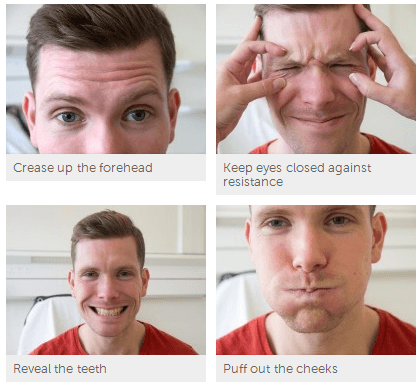 Crease up the forehead
Keep eyes closed against
resistance
Reveal the teeth
Puff out the cheeks